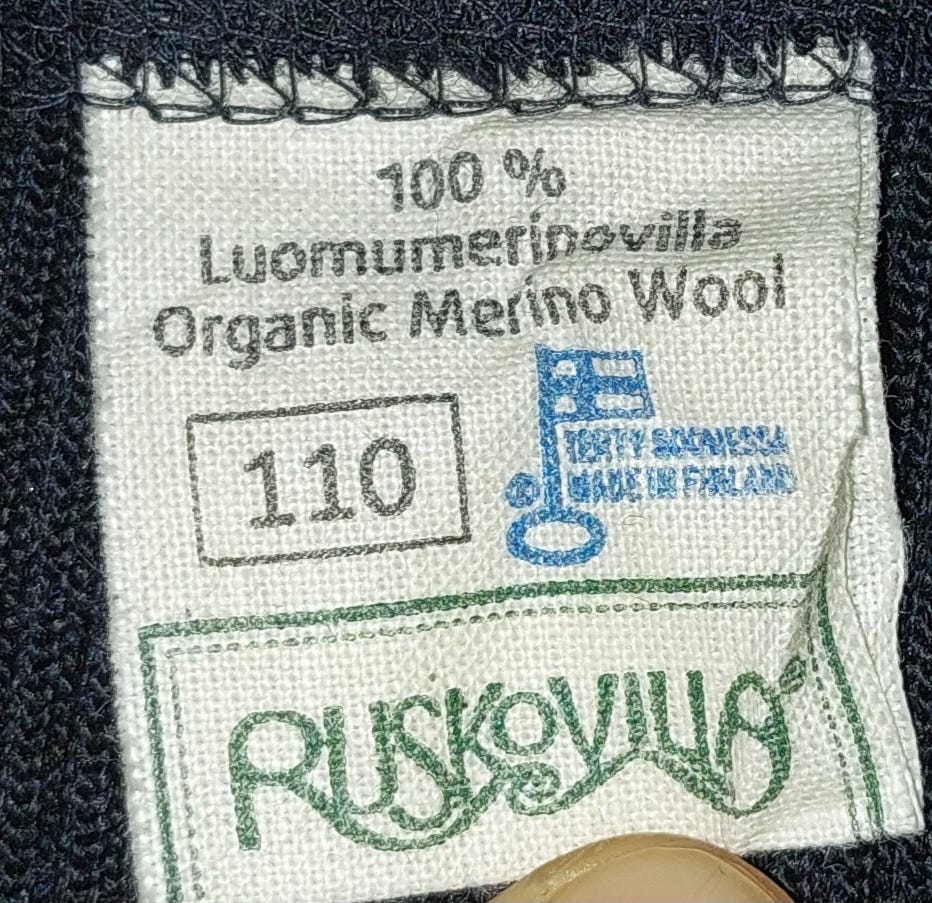 100 %
Luomumerinovilla
Organic Merino Wool
110
TEHTY SUOMESSA
MADE IN FINLAND
RUSKOVILLA